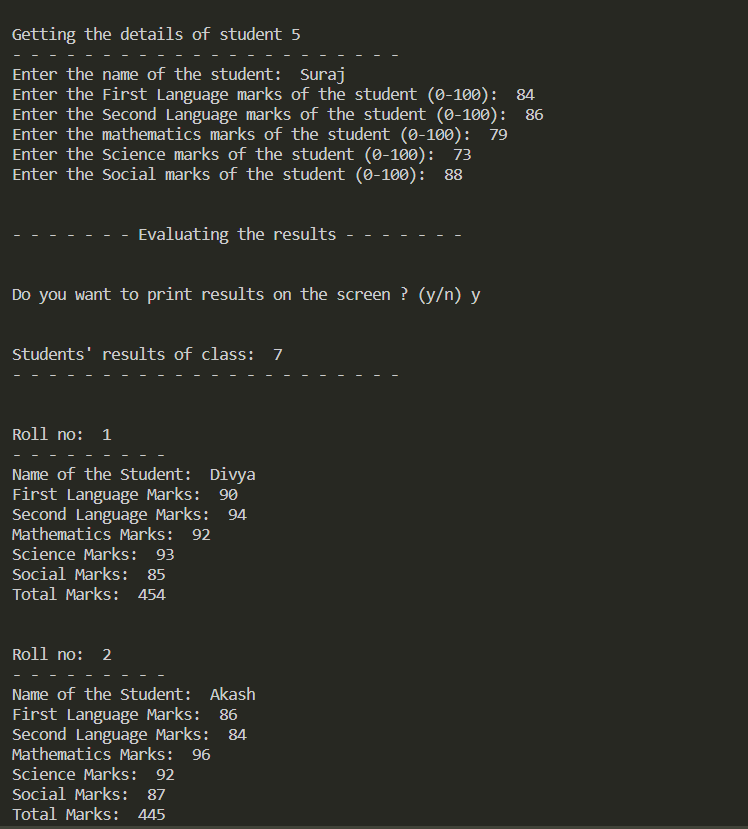 Getting the details of student 5
- - - - - - - - - - - - - - - - - - - - - -
Enter the name of the student:  Suraj
Enter the First Language marks of the student (0-100):  84
Enter the Second Language marks of the student (0-100):  86
Enter the mathematics marks of the student (0-100):  79
Enter the Science marks of the student (0-100):  73
Enter the Social marks of the student (0-100):  88
- - - - - - - Evaluating the results - - - - - - -
Do you want to print results on the screen ? (y/n) y
Students' results of class:  7
- - - - - - - - - - - - - - - - - - - - - -
Roll no:  1
- - - - - - - - -
Name of the Student:  Divya
First Language Marks:  90
Second Language Marks:  94
Mathematics Marks:  92
Science Marks:  93
Social Marks:  85
Total Marks:  454
Roll no:  2
- - - - - - - - -
Name of the Student:  Akash
First Language Marks:  86
Second Language Marks:  84
Mathematics Marks:  96
Science Marks:  92
Social Marks:  87
Total Marks:  445